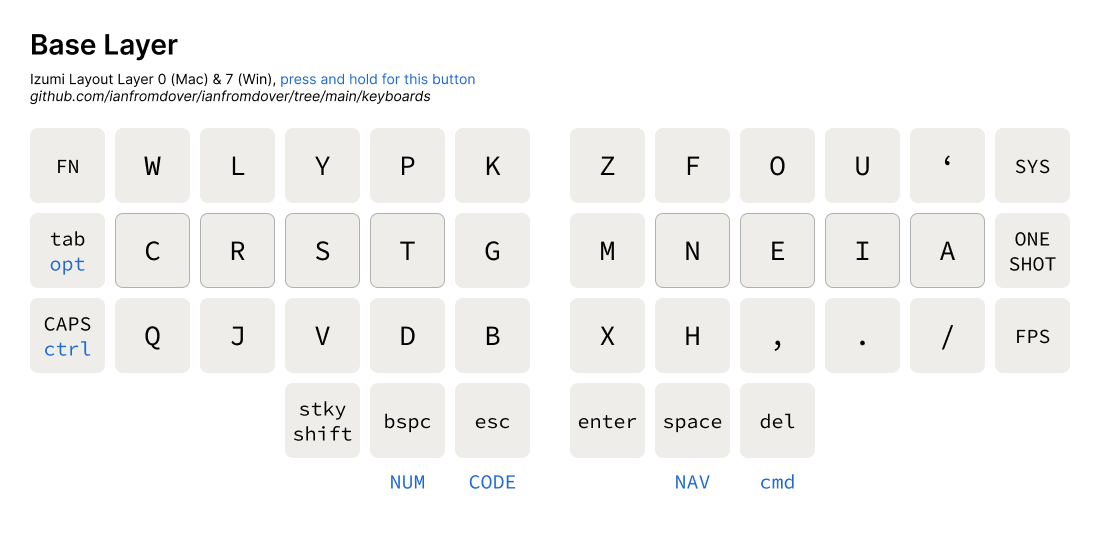 Base Layer
Izumi Layout Layer 0 (Mac) & 7 (Win), press and hold for this button
github.com/ianfromdover/ianfromdover/tree/main/keyboards
FN W L Y P K Z F O U ‘ SYS
tab opt C R S T G M N E I A ONE SHOT
CAPS ctrl Q J V D B X H , . / FPS
stky shift bspc esc enter space del
NUM CODE NAV cmd